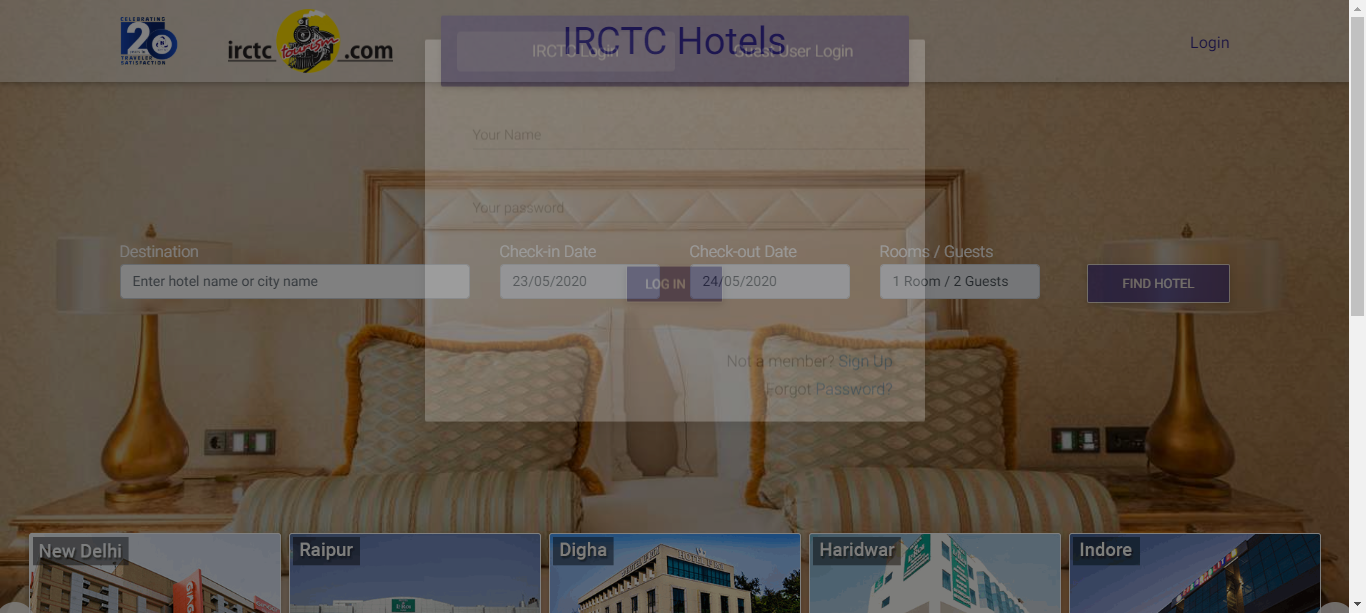 CELEBRATING
20
TRAVELER
SATISFACTION
irctc tourism .com
IRCTC Hotels
Login
IRCTC Login
Guest User Login
Your Name
Your password
LOG IN
Not a member? Sign Up
Forgot Password?
Destination
Enter hotel name or city name
Check-in Date
23/05/2020
Check-out Date
24/05/2020
Rooms / Guests
1 Room / 2 Guests
FIND HOTEL
New Delhi
Raipur
Digha
Haridwar
Indore